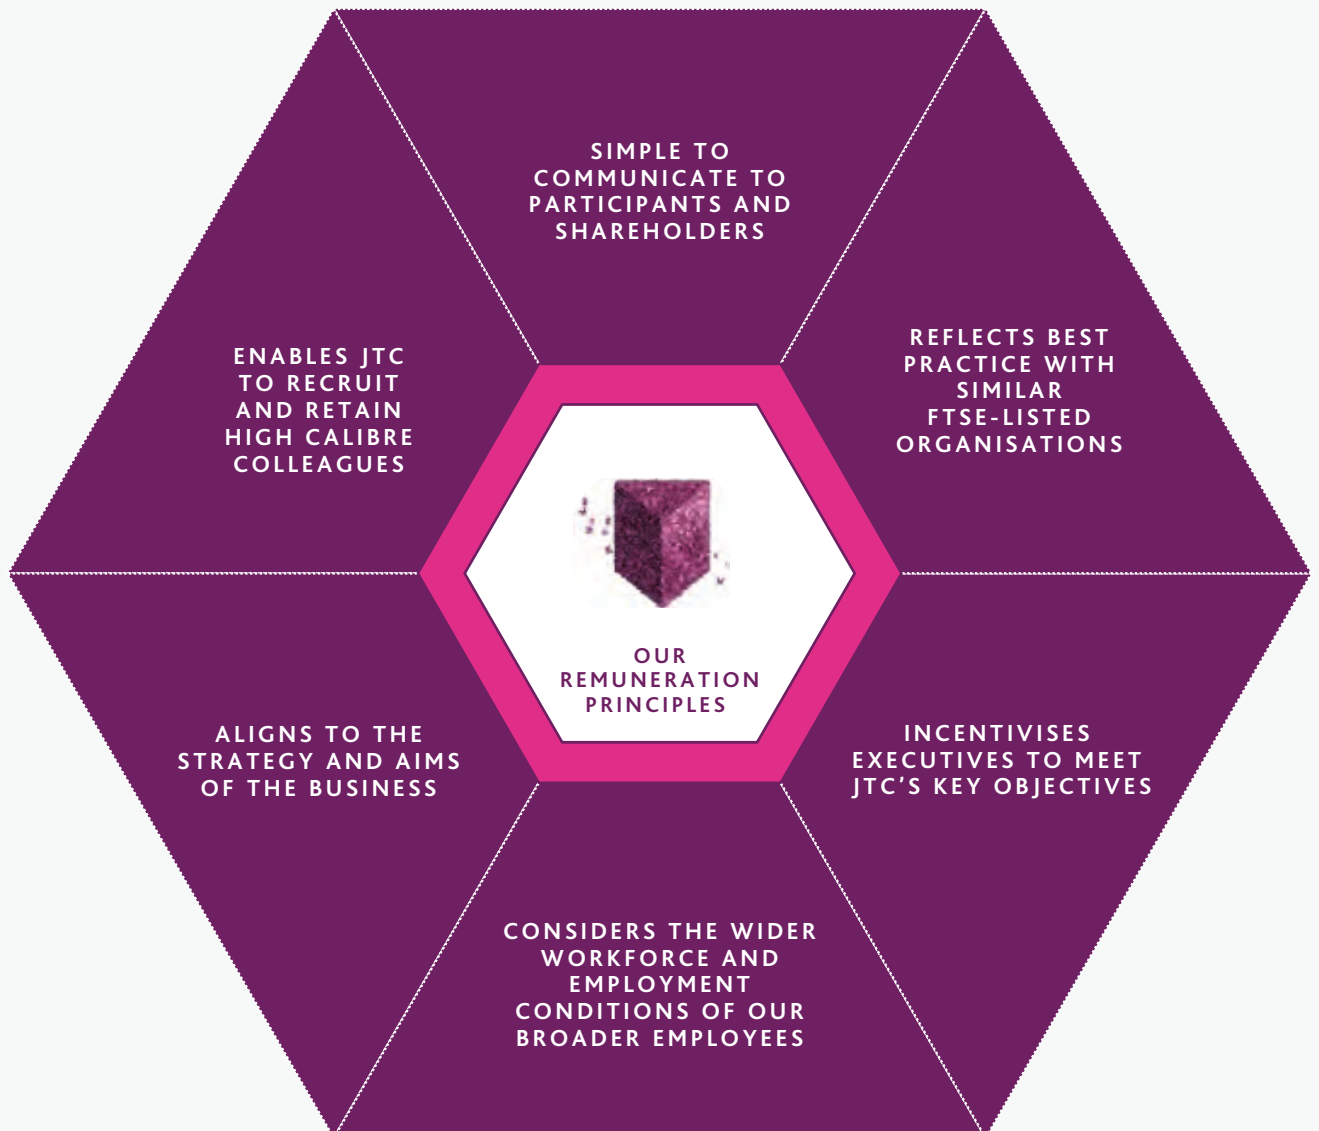 SIMPLE TO
COMMUNICATE TO
PARTICIPANTS AND
SHAREHOLDERS
REFLECTS BEST
PRACTICE WITH
SIMILAR
FTSE-LISTED
ORGANISATIONS
ENABLES JTC
TO RECRUIT
AND RETAIN
HIGH CALIBRE
COLLEAGUES
OUR
REMUNERATION
PRINCIPLES
ALIGNS TO THE
STRATEGY AND AIMS
OF THE BUSINESS
INCENTIVISES
EXECUTIVES TO MEET
JTC’S KEY OBJECTIVES
CONSIDERS THE WIDER
WORKFORCE AND
EMPLOYMENT
CONDITIONS OF OUR
BROADER EMPLOYEES